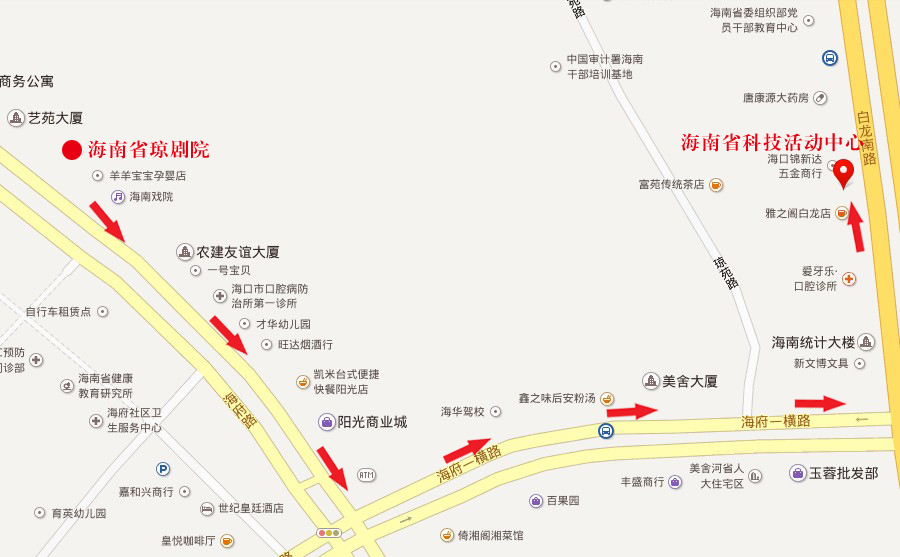 琼苑路
海南省委组织部党
员干部教育中心
中国审计署海南
干部培训基地
商务公寓
唐康源大药房
艺苑大厦
白龙南路
海南省琼剧院
海南省科技活动中心
海口锦新达
五金商行
羊羊宝宝孕婴店
富苑传统茶店
海南戏院
雅之阁白龙店
农建友谊大厦
一号宝贝
琼苑路
爱牙乐·
口腔诊所
海口市口腔病防
治所第一诊所
自行车租赁点
才华幼儿园
旺达烟酒行
海南统计大楼
预防
诊部
新文博文具
凯米台式便捷
快餐阳光店
海南省健康
教育研究所
美舍大厦
海府路
鑫之味后安粉汤
海府社区卫
生服务中心
海华驾校
阳光商业城
海府一横路
海府一横路
P
ATM
美舍河省人
大住宅区
玉蓉批发部
丰盛商行
嘉和兴商行
百果园
世纪皇廷酒店
育英幼儿园
皇悦咖啡厅
倚湘阁湘菜馆
路